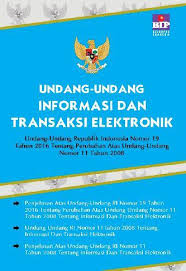 BIP
UNDANG-UNDANG
INFORMASI DAN
TRANSAKSI ELEKTRONIK
Undang-Undang Republik Indonesia Nomor 19
Tahun 2016 Tentang Perubahan Atas Undang-Undang
Nomor 11 Tahun 2008
Penjelasan Atas Undang-Undang RI Nomor 19 Tahun
2016 Tentang Perubahan Atas Undang Undang Nomor 11
Tahun 2008 Tentang Informasi Dan Transaksi Elektronik
Undang Undang RI Nomor 11 Tahun 2008 Tentang
Informasi Dan Transaksi Elektronik
Penjelasan Atas Undang-Undang RI Nomor 11
Tahun 2008 Tentang Informasi Dan Transaksi Elektronik